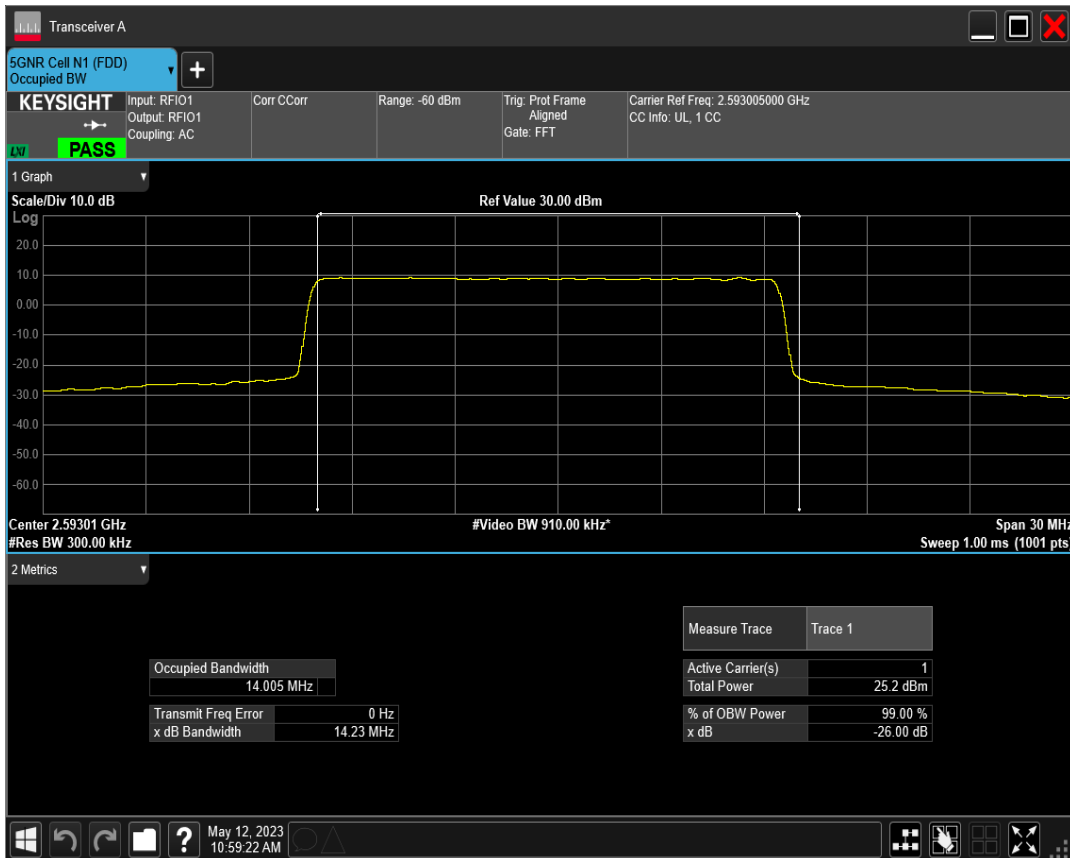 Transceiver A
5GNR Cell N1 (FDD)
Occupied BW
+
KEYSIGHT
LXI
PASS
Input: RFIO1
Output: RFIO1
Coupling: AC
Corr CCorr
Range: -60 dBm
Trig: Prot Frame
Aligned
Gate: FFT
Carrier Ref Freq: 2.593005000 GHz
CC Info: UL, 1 CC
1 Graph
Scale/Div 10.0 dB
Ref Value 30.00 dBm
Log
20.0
10.0
0.00
-10.0
-20.0
-30.0
-40.0
-50.0
-60.0
Center 2.59301 GHz
#Video BW 910.00 kHz*
Span 30 MHz
#Res BW 300.00 kHz
Sweep 1.00 ms (1001 pts)
2 Metrics
Measure Trace Trace 1
Occupied Bandwidth
14.005 MHz
Active Carrier(s) 1
Total Power 25.2 dBm
Transmit Freq Error 0 Hz
x dB Bandwidth 14.23 MHz
% of OBW Power 99.00 %
x dB -26.00 dB
?
May 12, 2023
10:59:22 AM